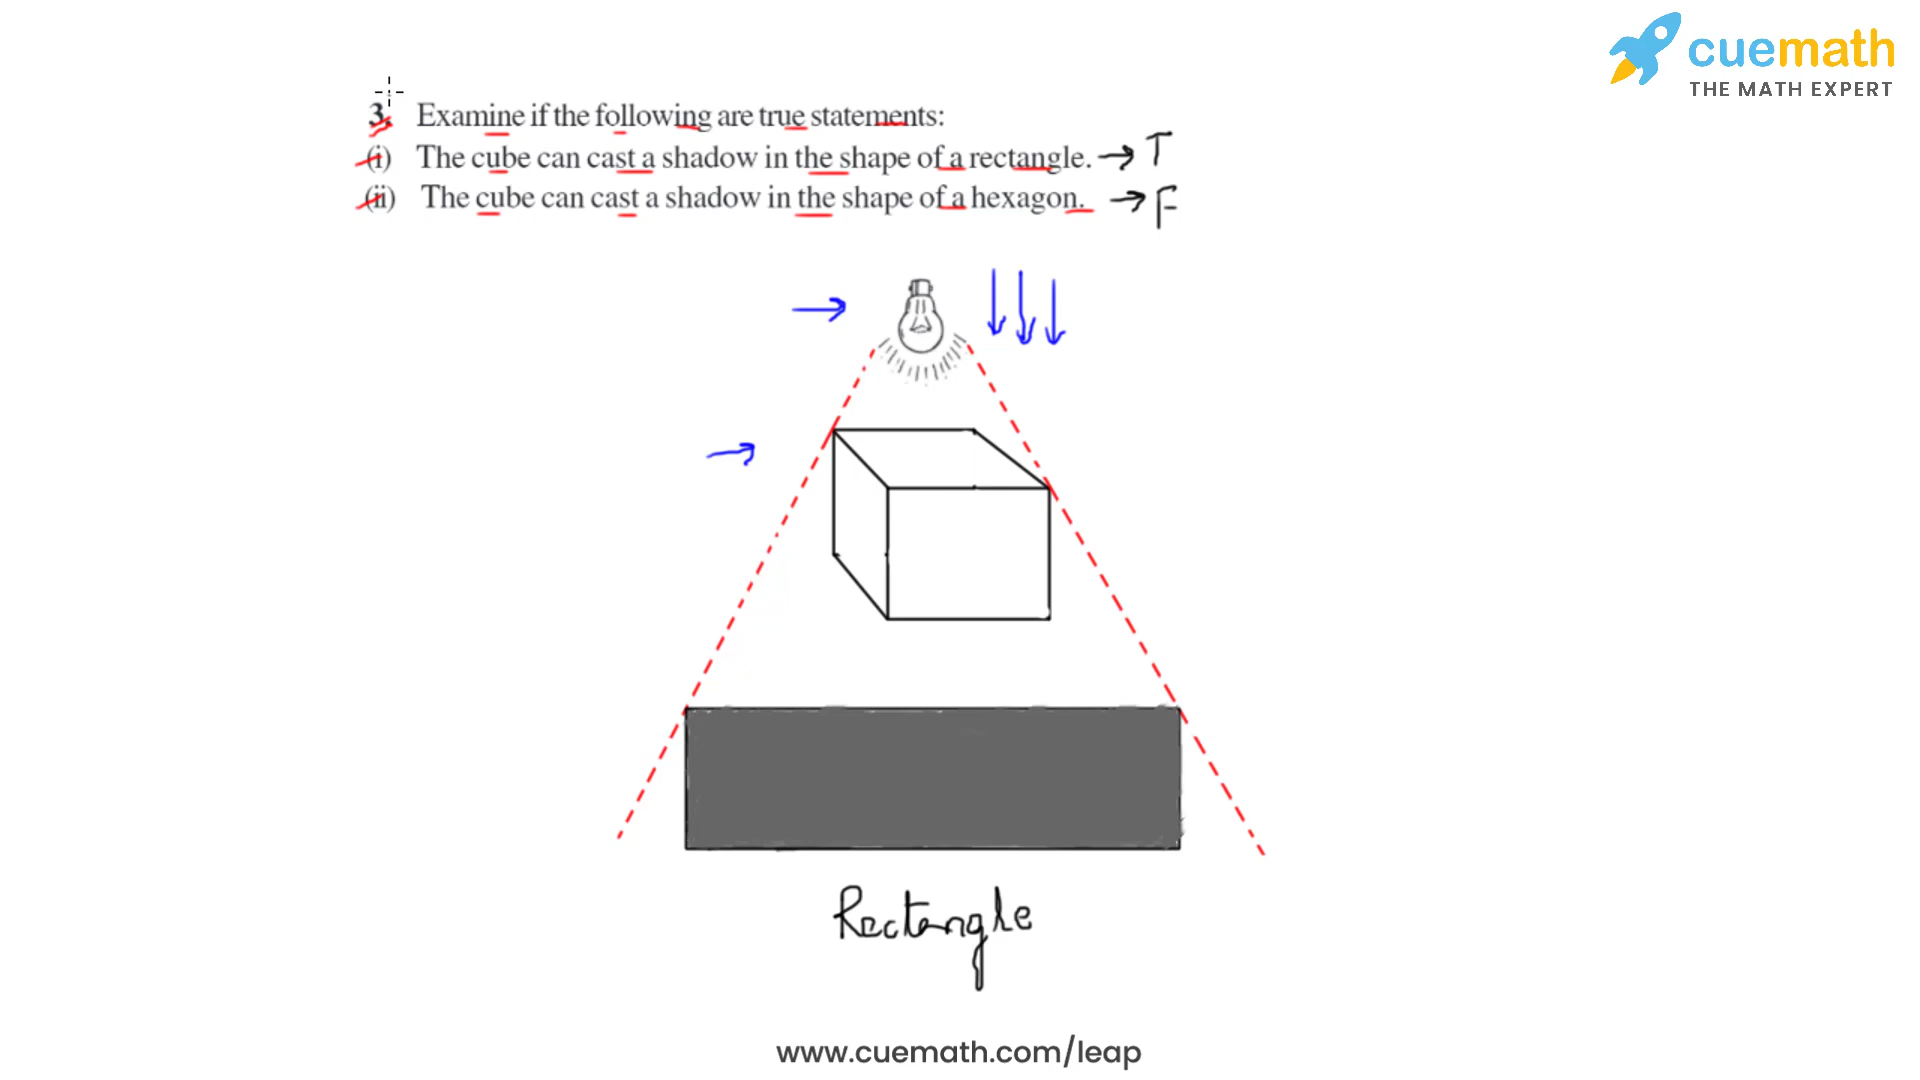 cuemath
THE MATH EXPERT
3. Examine if the following are true statements:
(i) The cube can cast a shadow in the shape of a rectangle. → T
(ii) The cube can cast a shadow in the shape of a hexagon. → F
Rectangle
www.cuemath.com/leap